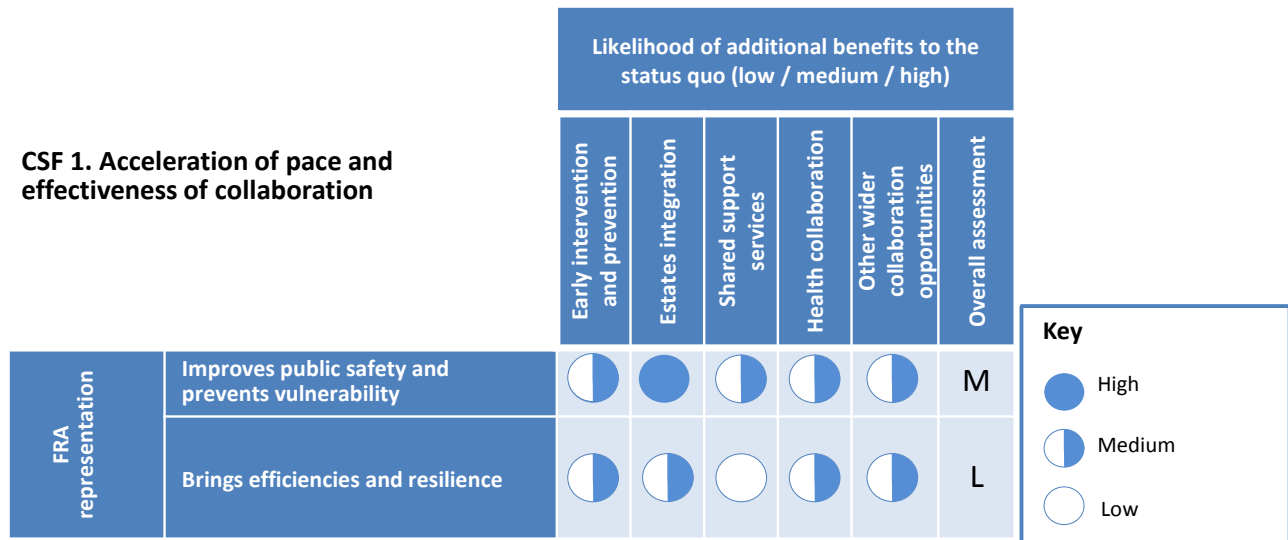 Likelihood of additional benefits to the
status quo (low / medium / high)
CSF 1. Acceleration of pace and
effectiveness of collaboration
Early intervention
and prevention
Estates integration
Shared support
services
Health collaboration
Other wider
collaboration
opportunities
Overall assessment
FRA
representation
Improves public safety and
prevents vulnerability
M
Brings efficiencies and resilience
L
Key
High
Medium
Low